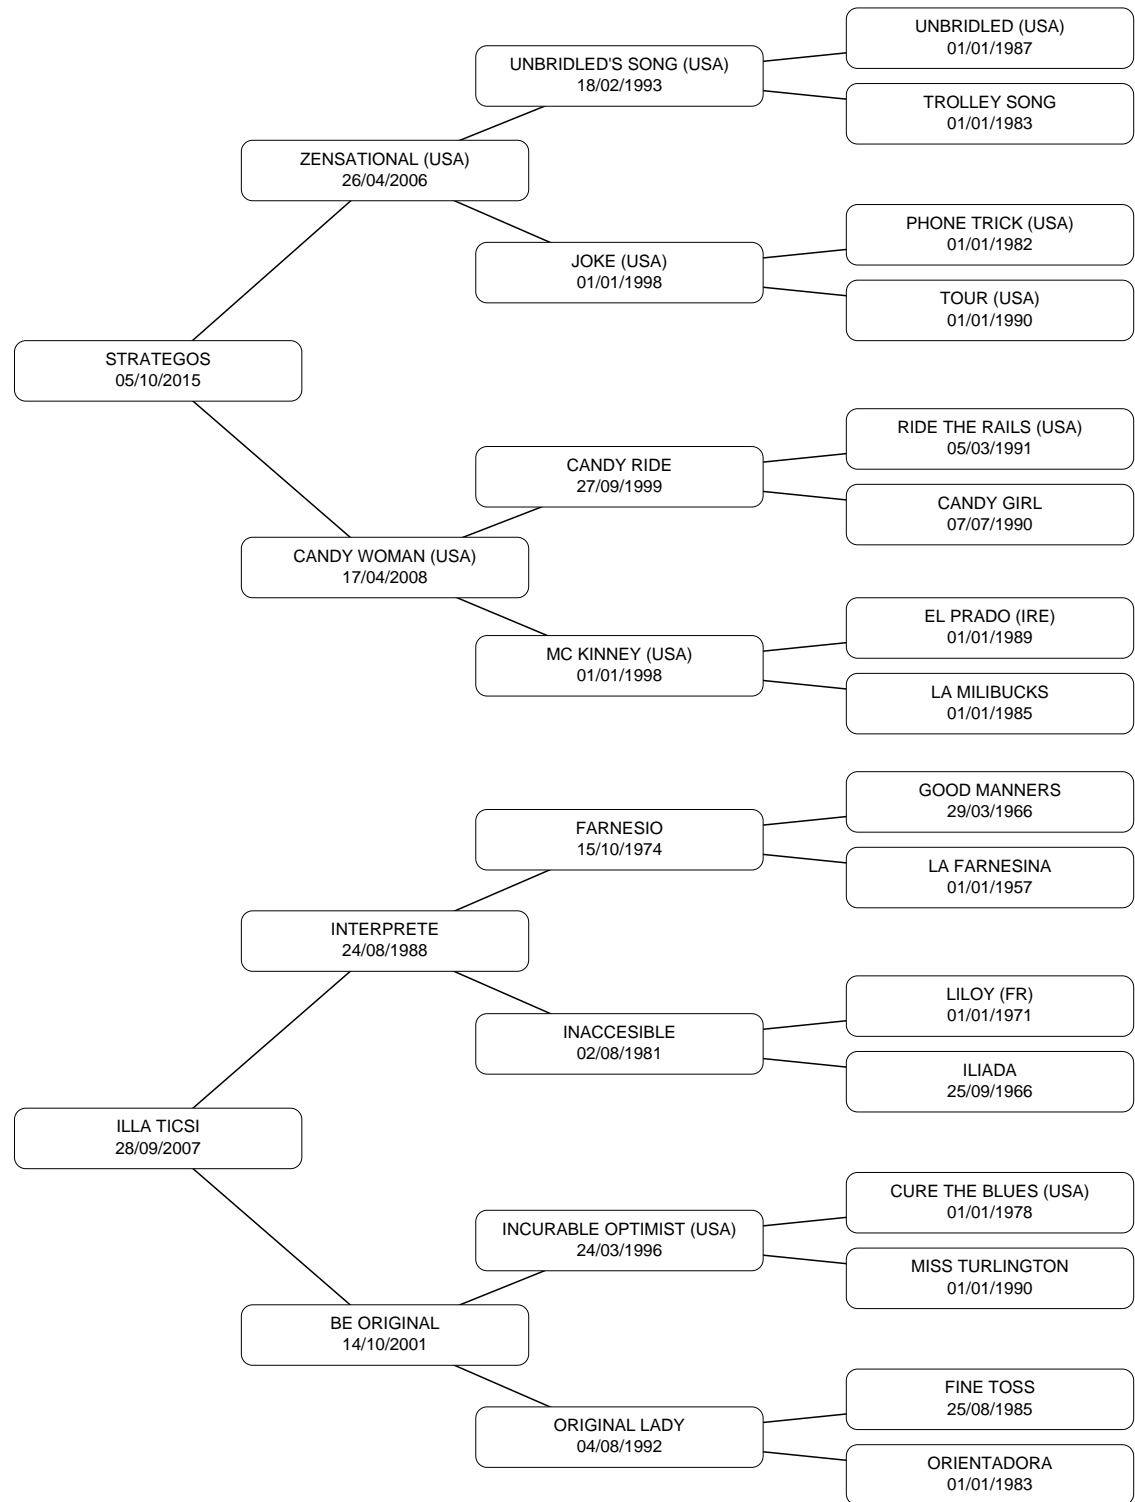 UNBRIDLED (USA)
01/01/1987
UNBRIDLED'S SONG (USA)
18/02/1993
TROLLEY SONG
01/01/1983
ZENSATIONAL (USA)
26/04/2006
PHONE TRICK (USA)
01/01/1982
JOKE (USA)
01/01/1998
TOUR (USA)
01/01/1990
STRATEGOS
05/10/2015
RIDE THE RAILS (USA)
05/03/1991
CANDY RIDE
27/09/1999
CANDY GIRL
07/07/1990
CANDY WOMAN (USA)
17/04/2008
EL PRADO (IRE)
01/01/1989
MC KINNEY (USA)
01/01/1998
LA MILIBUCKS
01/01/1985
GOOD MANNERS
29/03/1966
FARNESIO
15/10/1974
LA FARNESINA
01/01/1957
INTERPRETE
24/08/1988
LILOY (FR)
01/01/1971
INACCESIBLE
02/08/1981
ILIADA
25/09/1966
ILLA TICSI
28/09/2007
CURE THE BLUES (USA)
01/01/1978
INCURABLE OPTIMIST (USA)
24/03/1996
MISS TURLINGTON
01/01/1990
BE ORIGINAL
14/10/2001
FINE TOSS
25/08/1985
ORIGINAL LADY
04/08/1992
ORIENTADORA
01/01/1983